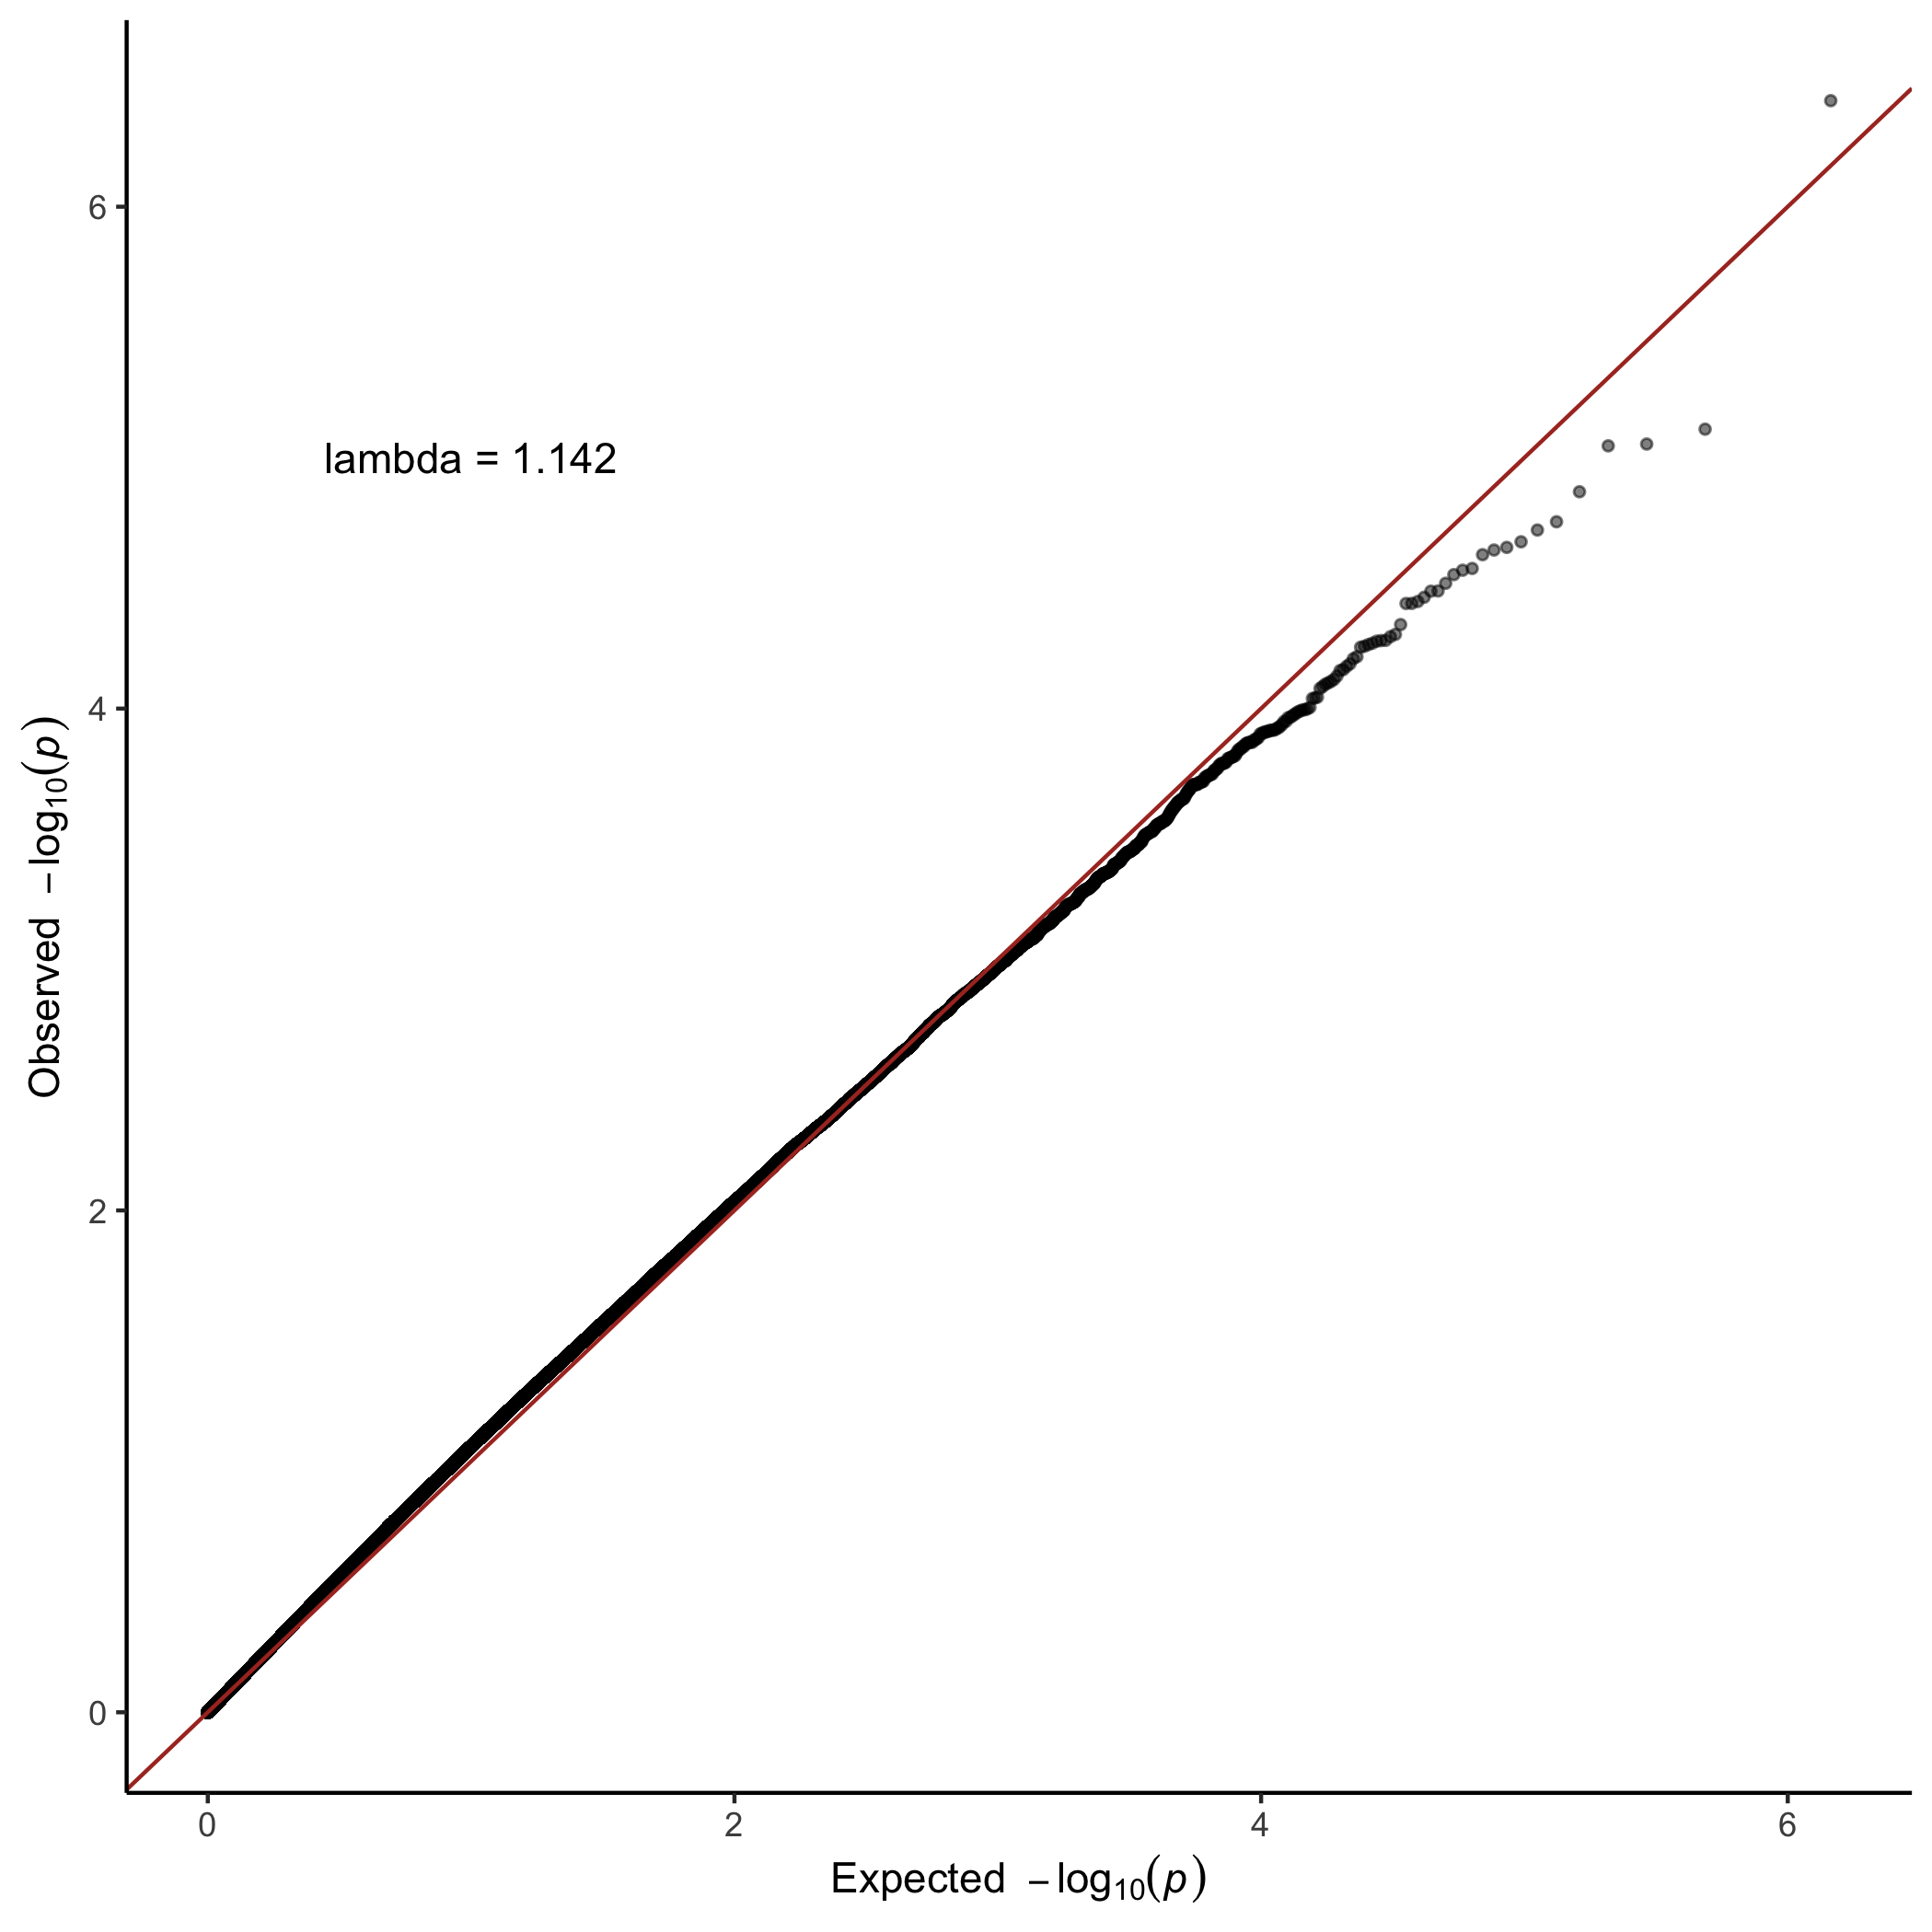 6
lambda = 1.142
4
Observed −log10(p)
2
0
0 2 4 6
Expected −log10(p)